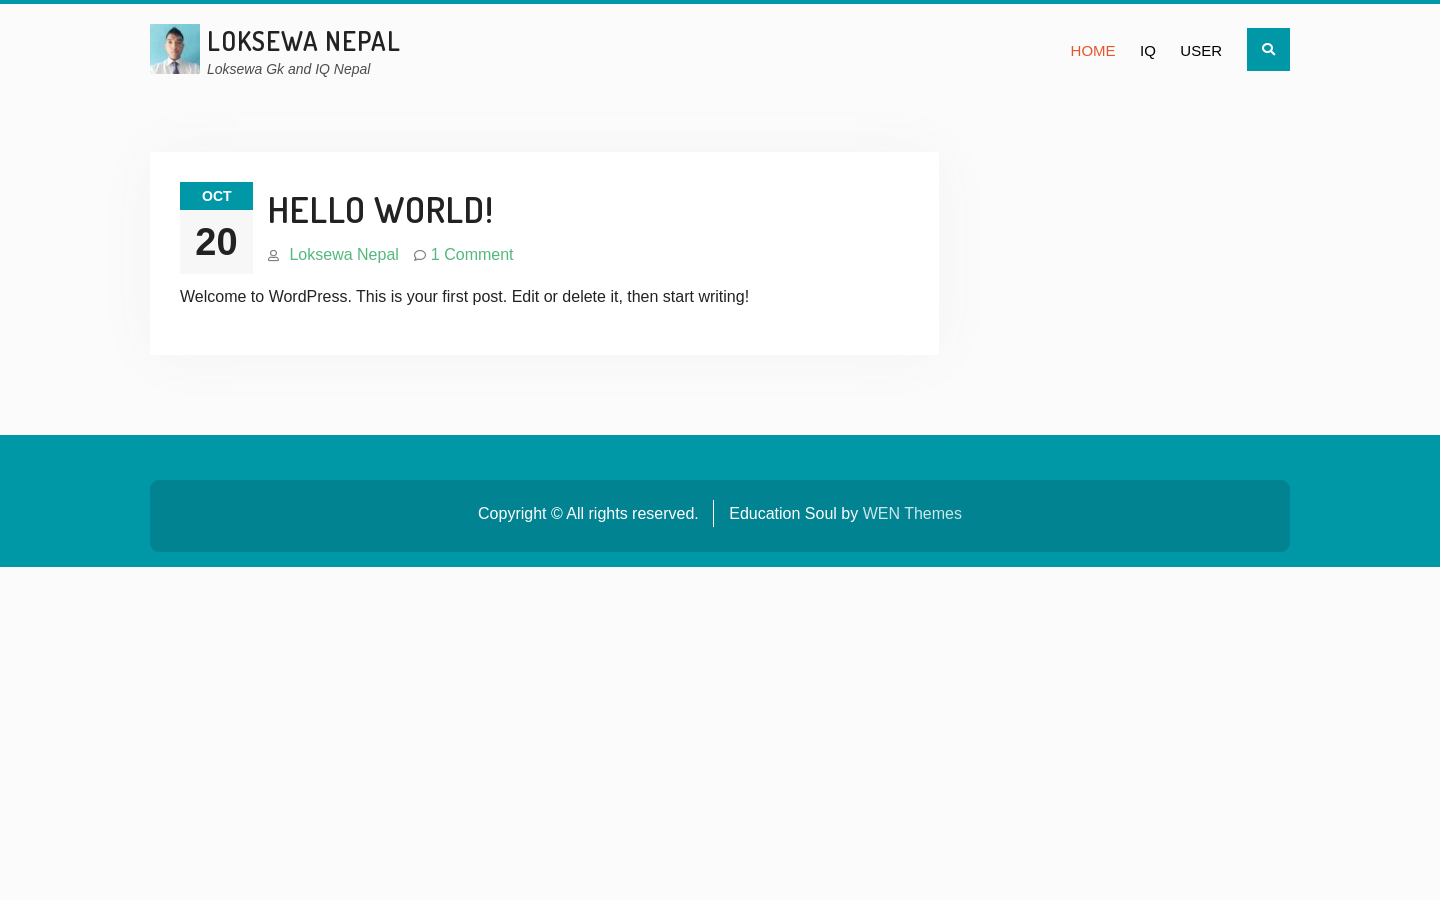 LOKSEWA NEPAL
Loksewa Gk and IQ Nepal
HOME IQ USER
OCT
20
HELLO WORLD!
Loksewa Nepal 1 Comment
Welcome to WordPress. This is your first post. Edit or delete it, then start writing!
Copyright © All rights reserved. Education Soul by WEN Themes